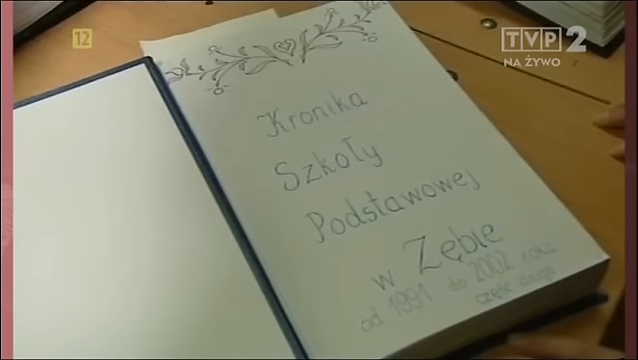 12
TVP2
NA ŻYWO
Kronika
Szkoły
Podstawowej
w Zębie
od 1991 do 2002 roku
część druga